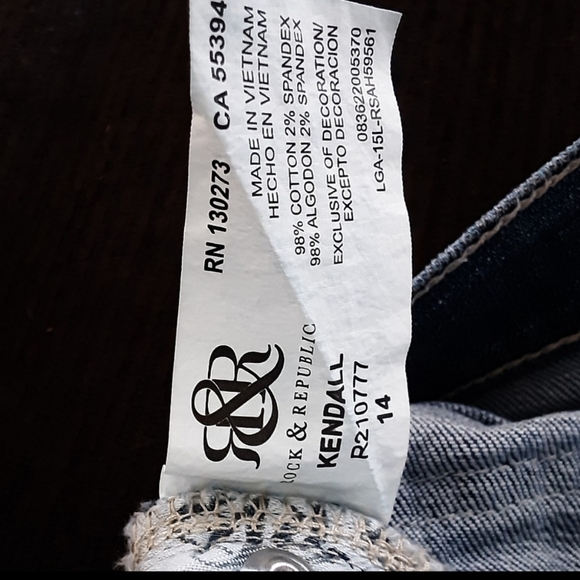 R&R
ROCK & REPUBLIC
KENDALL
R210777
14
RN 130273 CA 55394
MADE IN VIETNAM
HECHO EN VIETNAM
98% COTTON 2% SPANDEX
98% ALGODON 2% SPANDEX
EXCLUSIVE OF DECORATION/
EXCEPTO DECORACION
083622005370
LGA-15L-RSAH59561